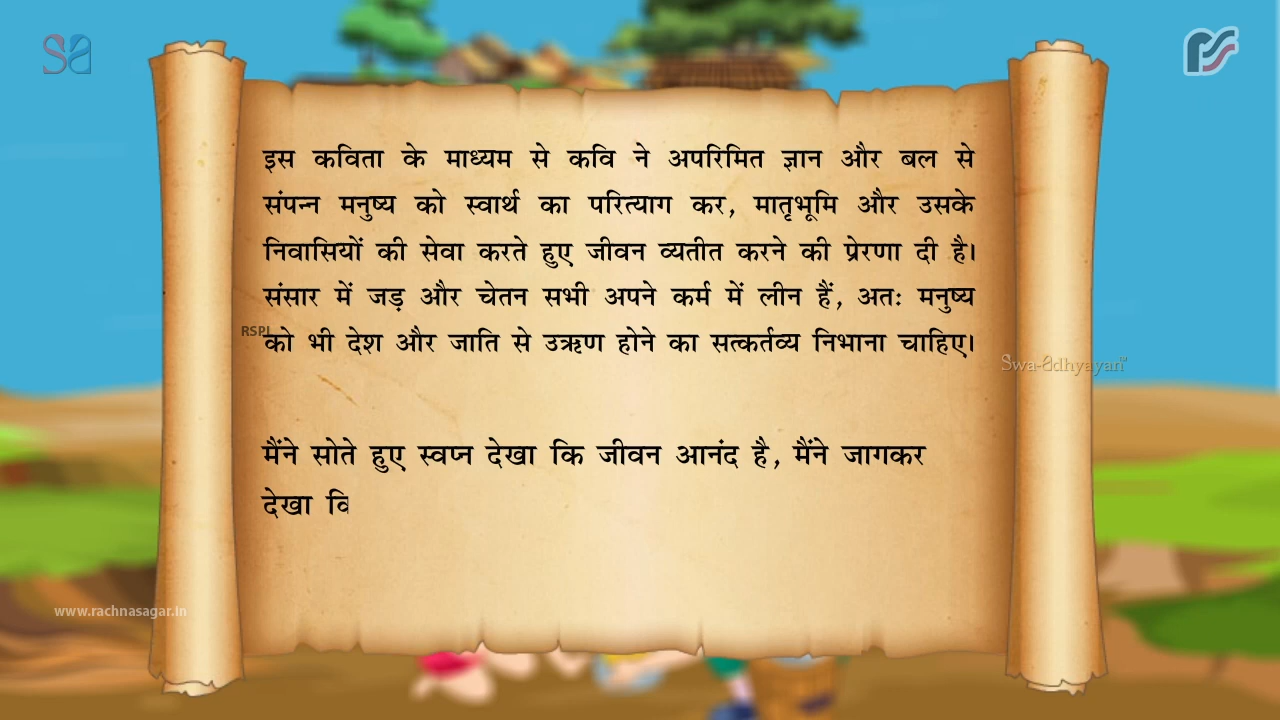 इस कविता के माध्यम से कवि ने अपरिमित ज्ञान और बल से
संपन्न मनुष्य को स्वार्थ का परित्याग कर, मातृभूमि और उसके
निवासियों की सेवा करते हुए जीवन व्यतीत करने की प्रेरणा दी है।
संसार में जड़ और चेतन सभी अपने कर्म में लीन हैं, अतः मनुष्य
RSPL
को भी देश और जाति से उऋण होने का सत्कर्तव्य निभाना चाहिए।
Swa-adhyayan™
मैंने सोते हुए स्वप्न देखा कि जीवन आनंद है, मैंने जागकर
देखा
www.rachnasagar.in